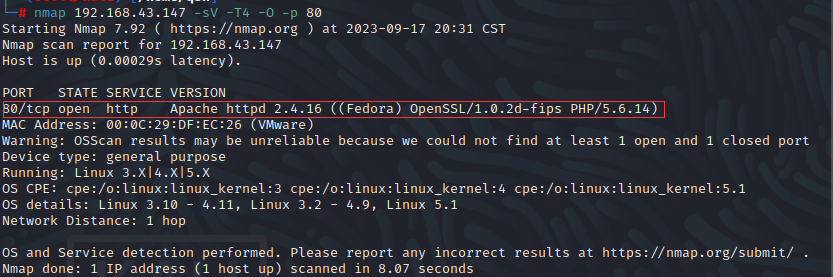 nmap 192.168.43.147 -sV -T4 -O -p 80
Starting Nmap 7.92 ( https://nmap.org ) at 2023-09-17 20:31 CST
Nmap scan report for 192.168.43.147
Host is up (0.00029s latency).
PORT   STATE SERVICE VERSION
80/tcp open  http    Apache httpd 2.4.16 ((Fedora) OpenSSL/1.0.2d-fips PHP/5.6.14)
MAC Address: 00:0C:29:DF:EC:26 (VMware)
Warning: OSScan results may be unreliable because we could not find at least 1 open and 1 closed port
Device type: general purpose
Running: Linux 3.X|4.X|5.X
OS CPE: cpe:/o:linux:linux_kernel:3 cpe:/o:linux:linux_kernel:4 cpe:/o:linux:linux_kernel:5.1
OS details: Linux 3.10 - 4.11, Linux 3.2 - 4.9, Linux 5.1
Network Distance: 1 hop
OS and Service detection performed. Please report any incorrect results at https://nmap.org/submit/ .
Nmap done: 1 IP address (1 host up) scanned in 8.07 seconds